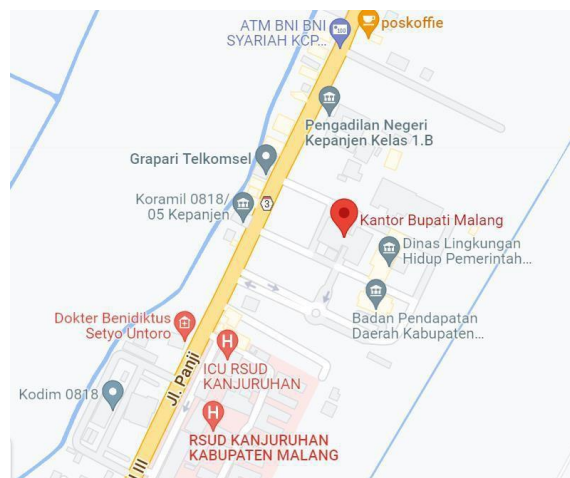 poskoffie
ATM BNI BNI
SYARIAH KCP...
Pengadilan Negeri
Kepanjen Kelas 1.B
Grapari Telkomsel
Koramil 0818/
05 Kepanjen
3
Kantor Bupati Malang
Dinas Lingkungan
Hidup Pemerintah...
Badan Pendapatan
Daerah Kabupaten...
Dokter Benidiktus
Setyo Untoro
H
ICU RSUD
KANJURUHAN
Jl. Panji
Kodim 0818
H
RSUD KANJURUHAN
KABUPATEN MALANG
III